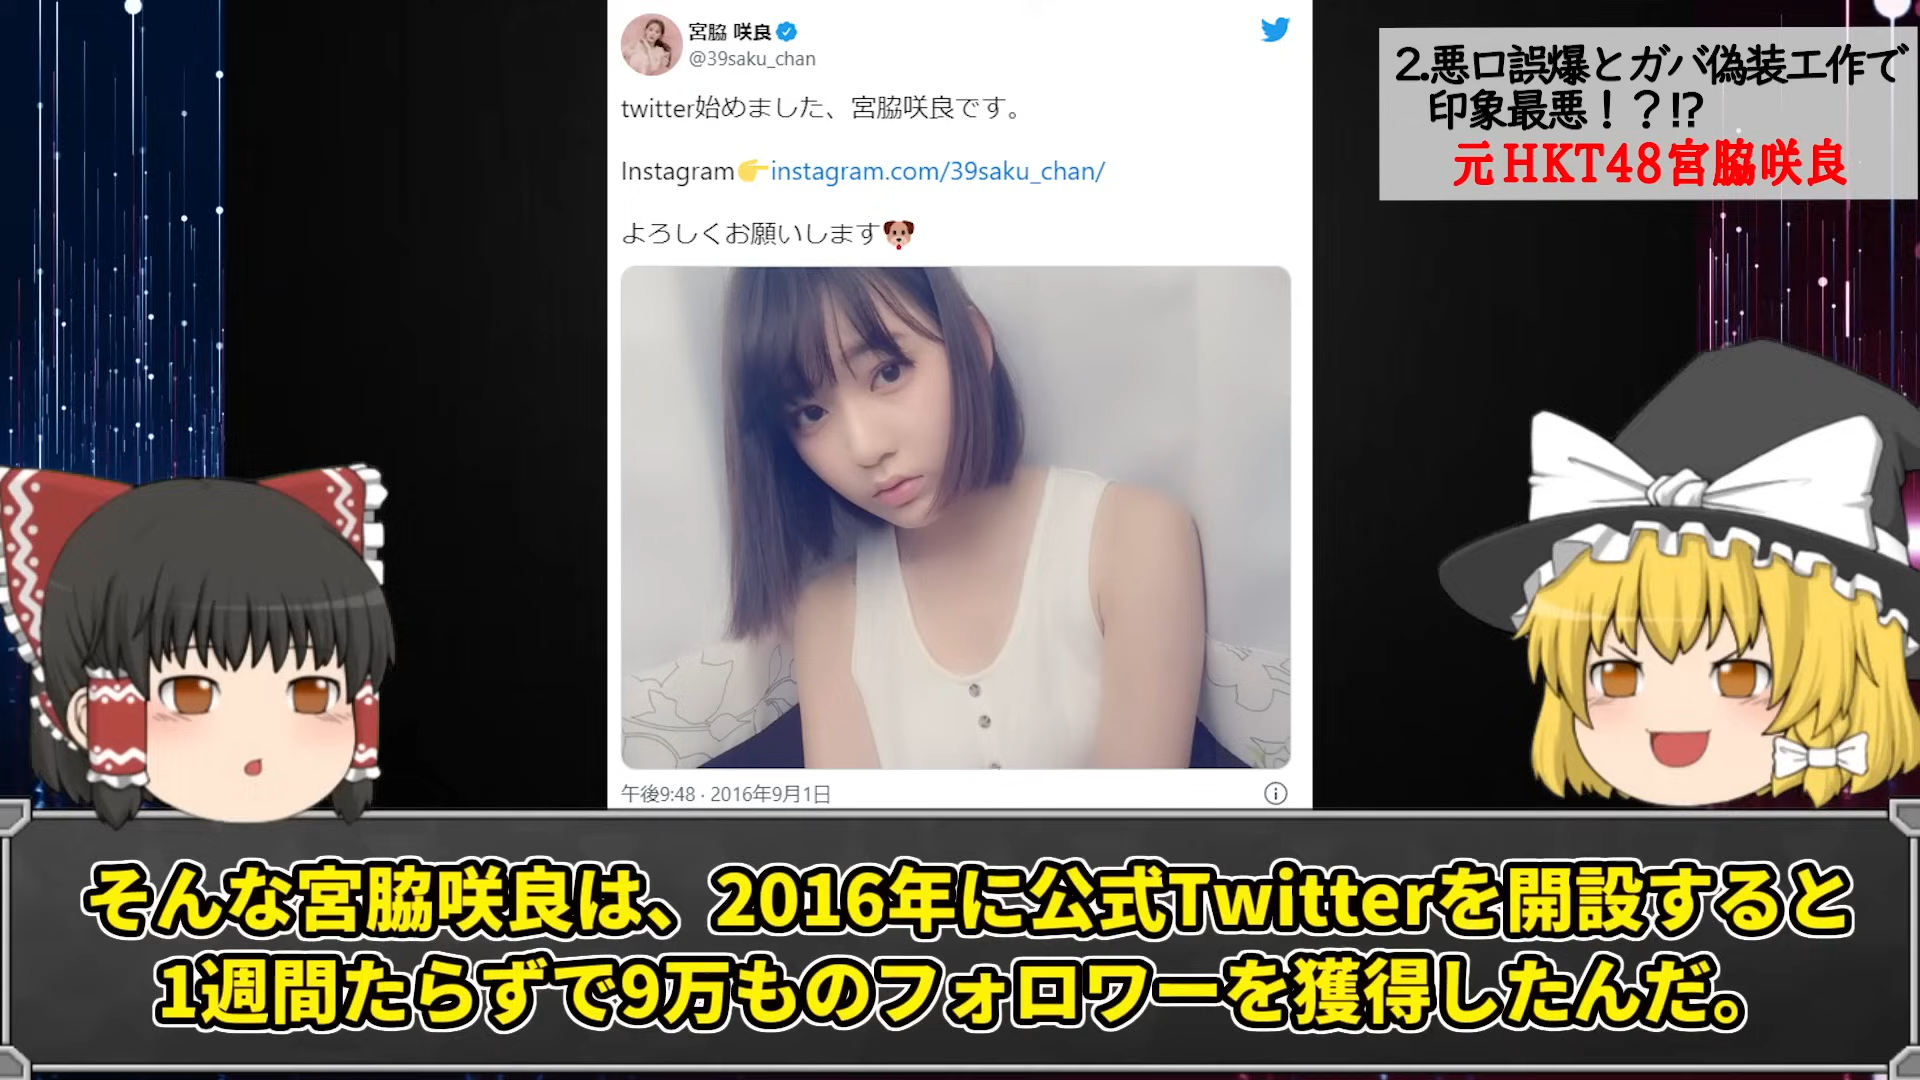 宮脇 咲良
@39saku_chan
twitter始めました、宮脇咲良です。
Instagram👉instagram.com/39saku_chan/
よろしくお願いします🐶
午後9:48 · 2016年9月1日
2.悪口誤爆とガバ偽装工作で
印象最悪！？!?
元HKT48宮脇咲良
そんな宮脇咲良は、2016年に公式Twitterを開設すると
1週間たらずで9万ものフォロワーを獲得したんだ。